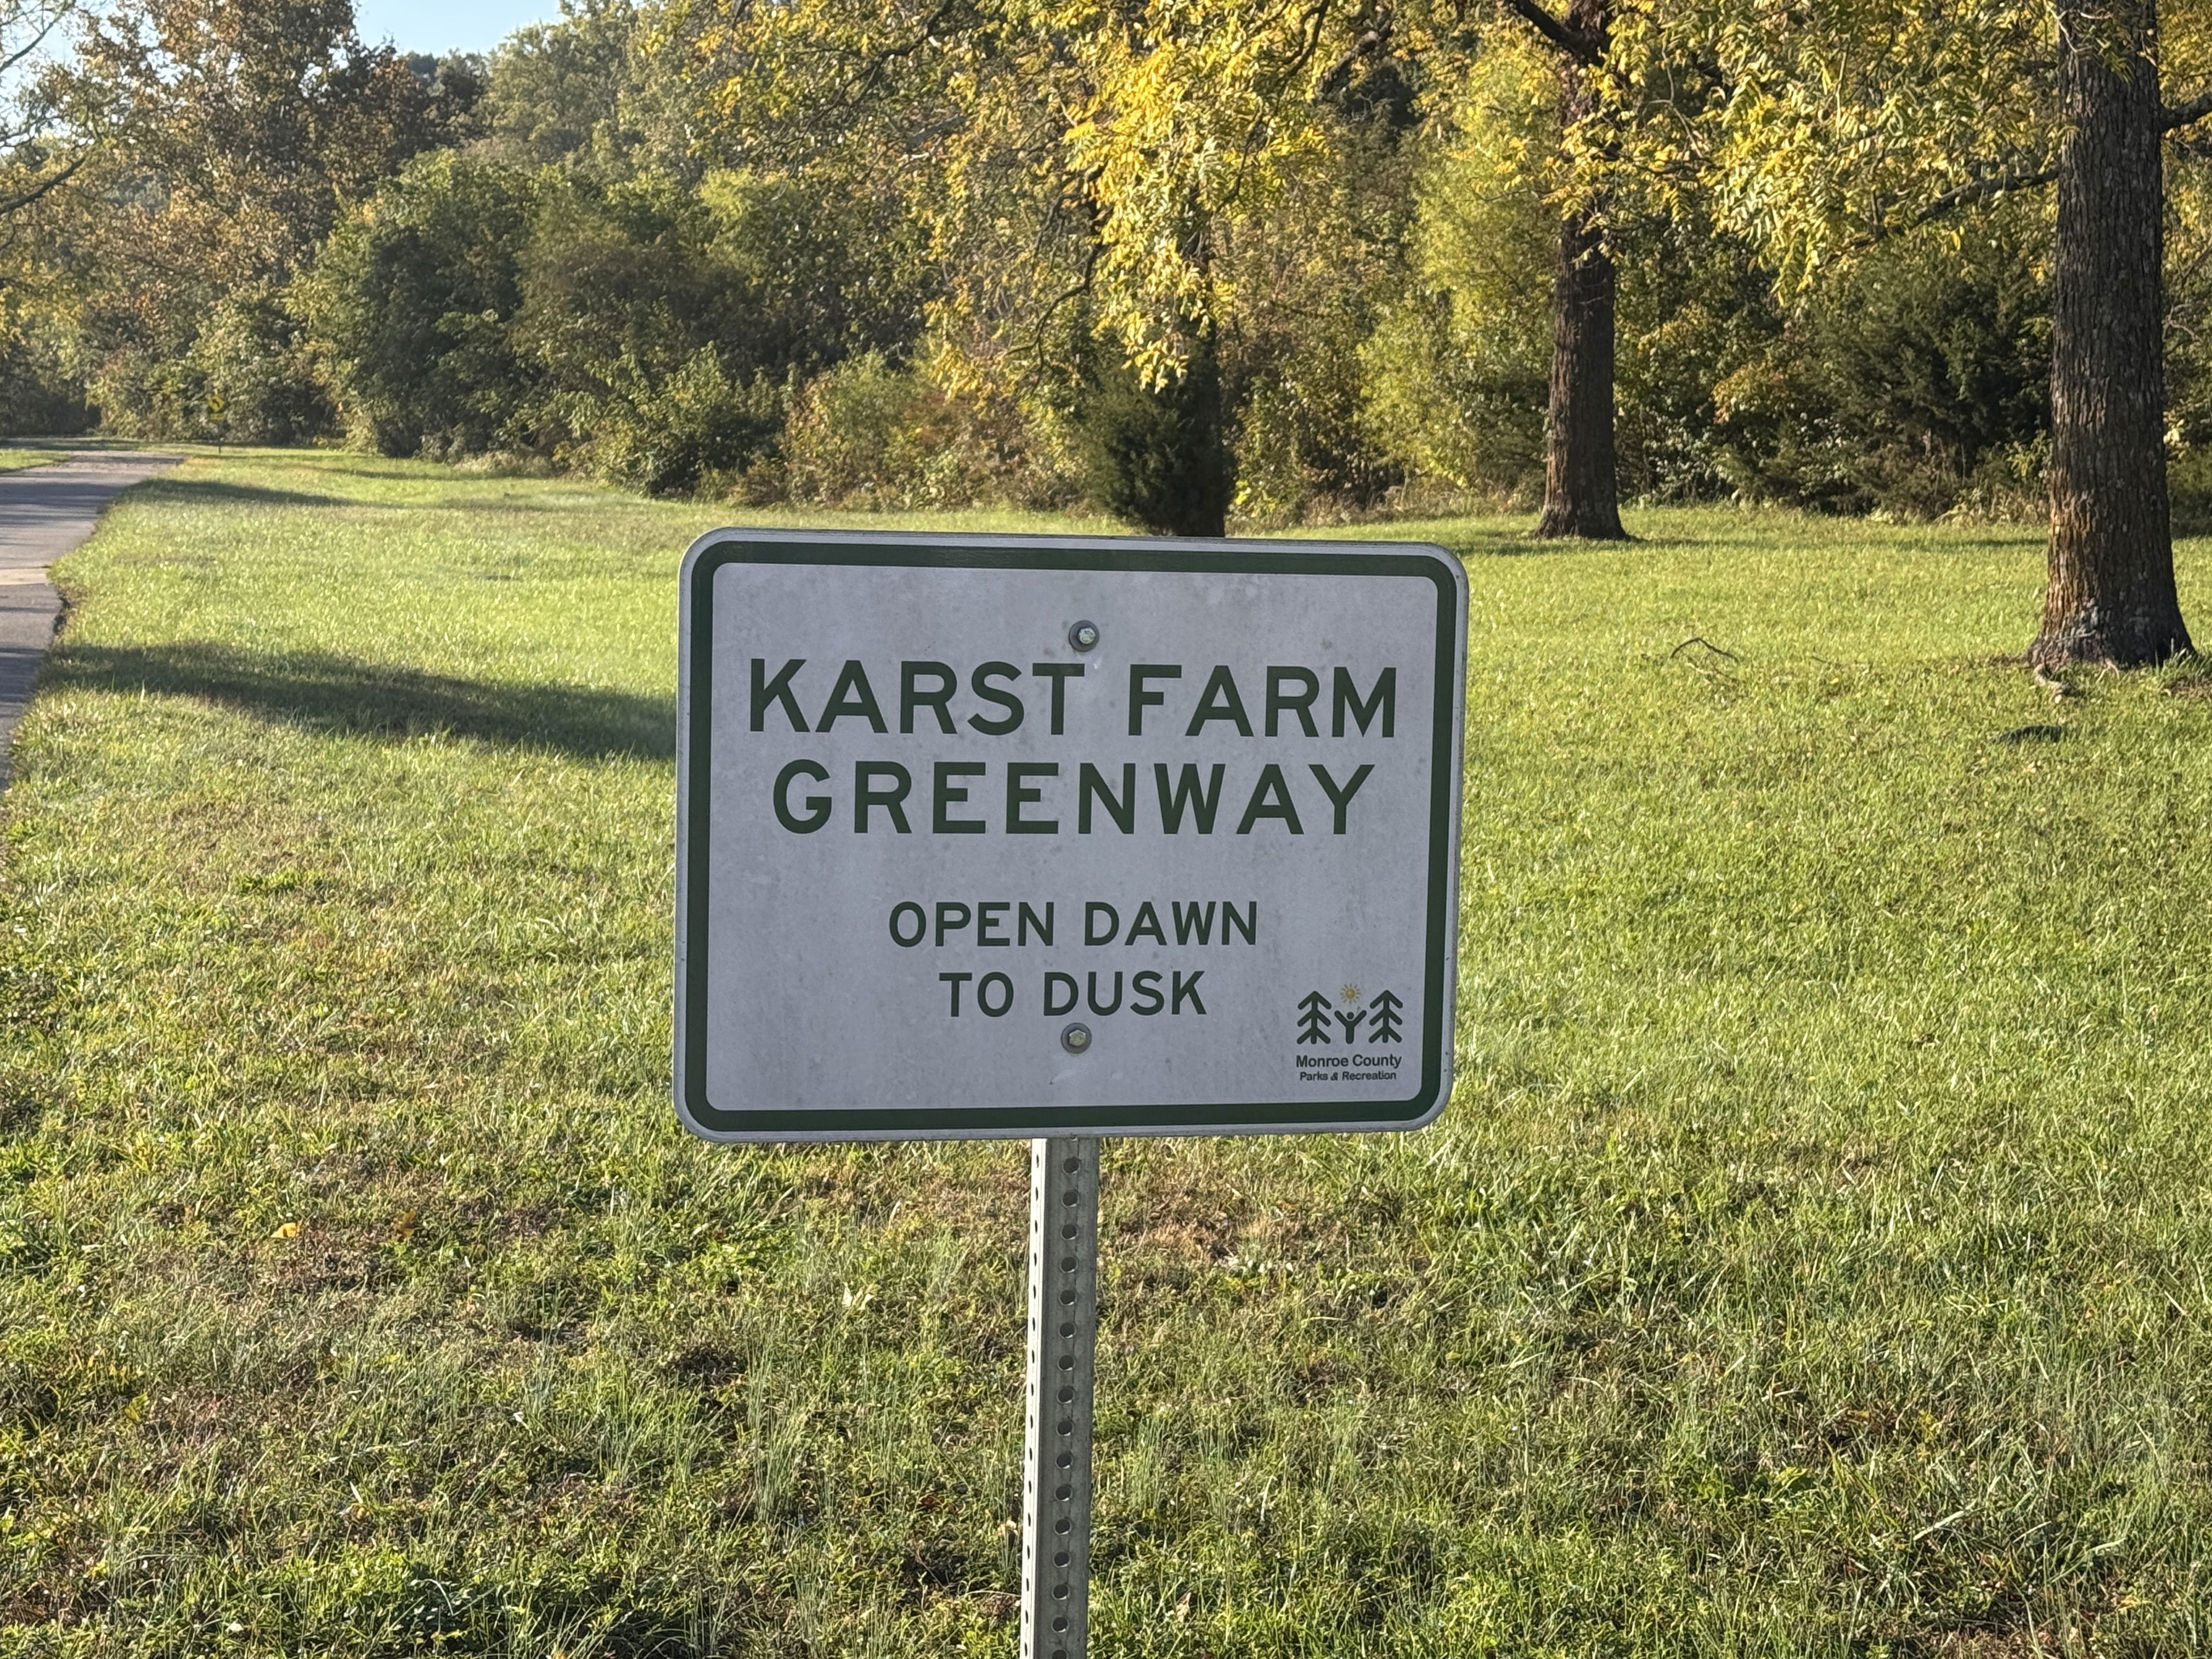 KARST FARM
GREENWAY
OPEN DAWN
TO DUSK
Monroe County
Parks & Recreation